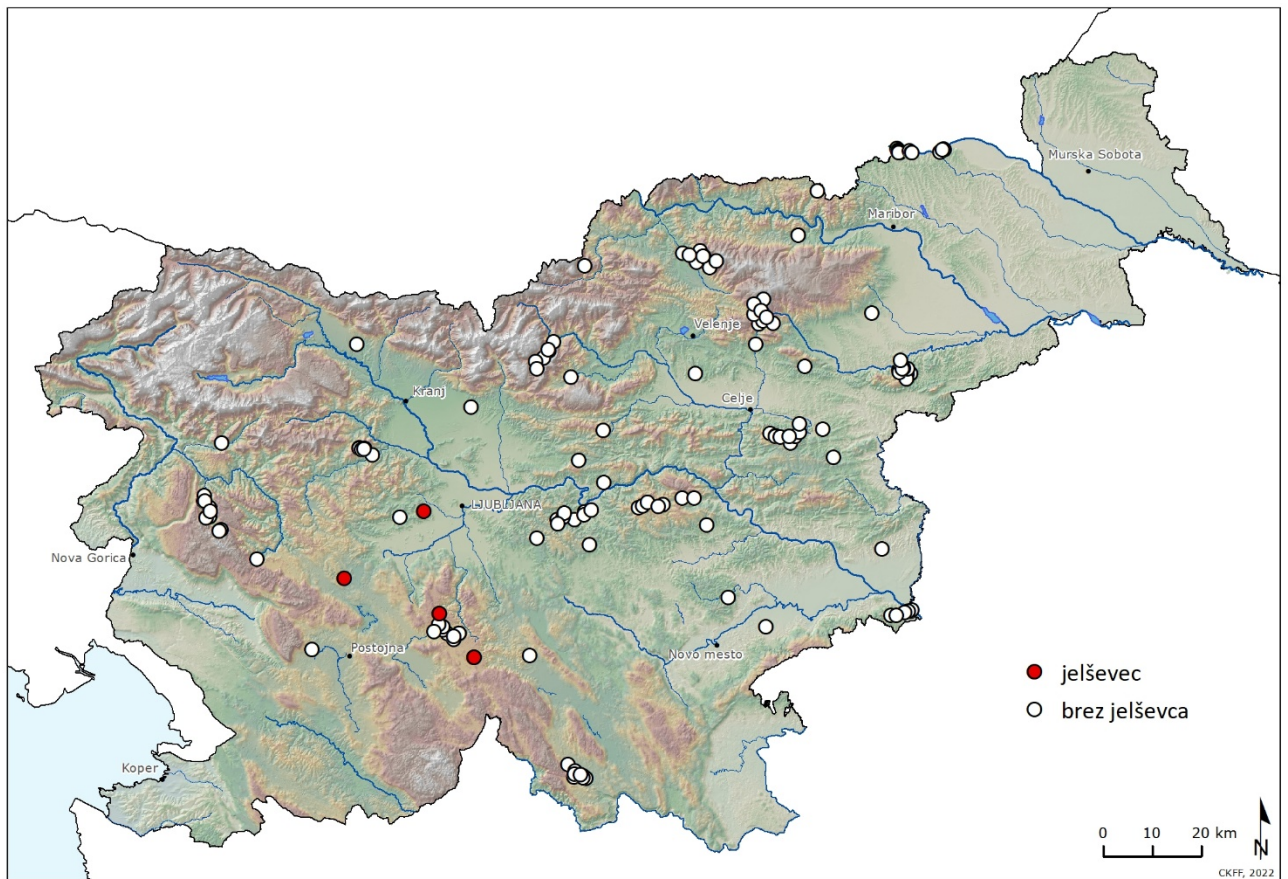 Murska Sobota
Maribor
Velenje
Kranj
Celje
LJUBLJANA
Nova Gorica
Postojna
Novo mesto
Koper
jelševec
brez jelševca
0 10 20 km
N
CKFF, 2022